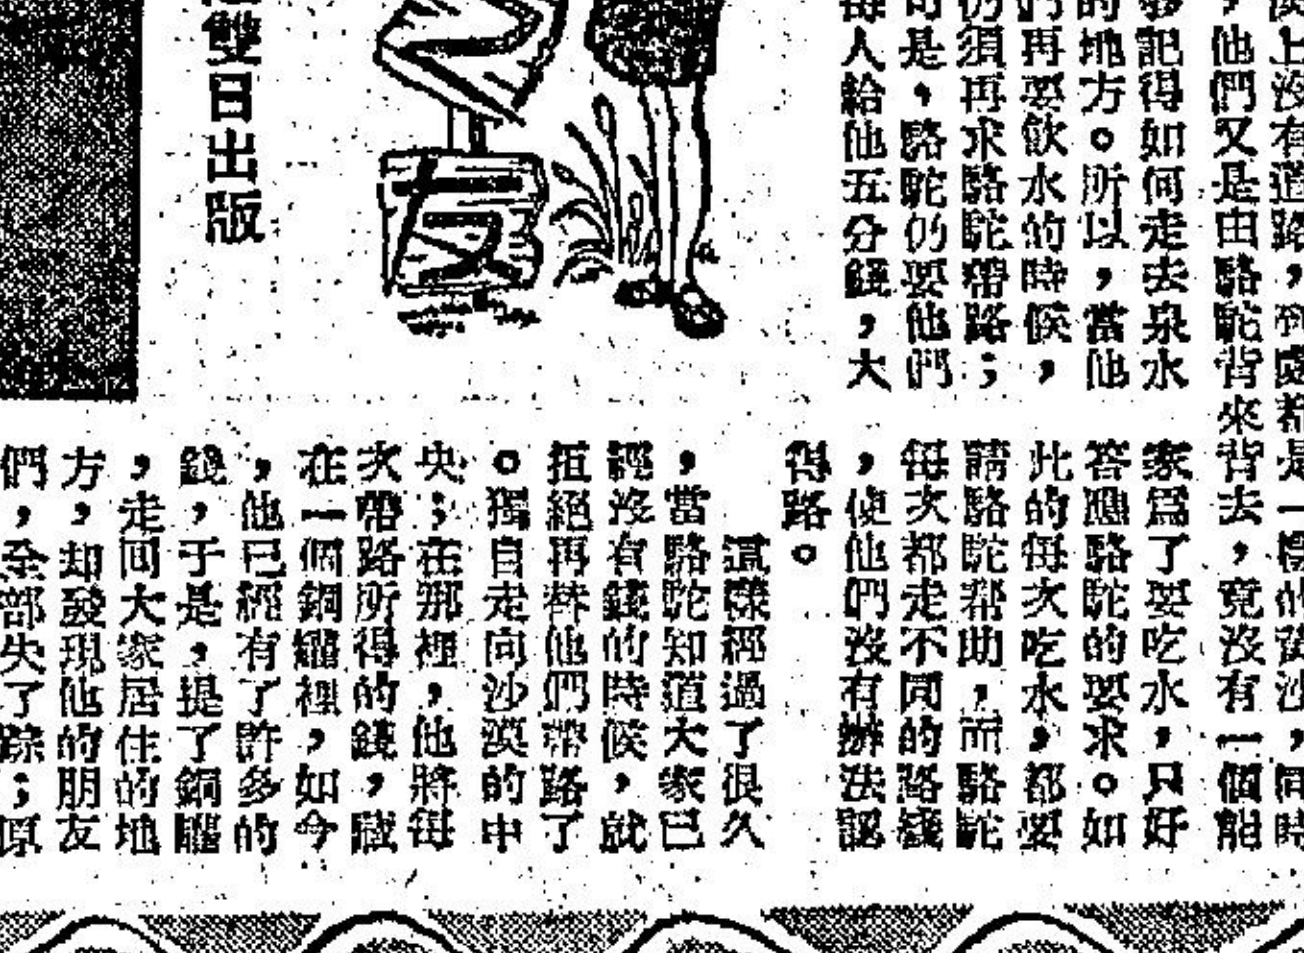 上沒有道路，到處都是一樣的黃沙，同時
，他們又是由駱駝背來背去，竟沒有一個能
夠記得如何走去泉水
的地方。所以，當他
們再要飲水的時候，
仍須再求駱駝帶路；
可是，駱駝仍要他們
每人給他五分錢，大
家爲了要吃水，只好
答應駱駝的要求。如
此的每次吃水，都要
請駱駝幫助，而駱駝
每次都走不同的路綫
，使他們沒有辦法認
得路。
這樣經過了很久
，當駱駝知道大家已
經沒有錢的時候，就
拒絕再替他們帶路了
。獨自走向沙漠的中
央；在那裡，他將每
次帶路所得的錢，藏
在一個銅罐裡，如今
，他已經有了許多的
錢，于是，提了銅罐
，走回大家居住的地
方，却發現他的朋友
們，全部失了踪；原
友
雙日出版